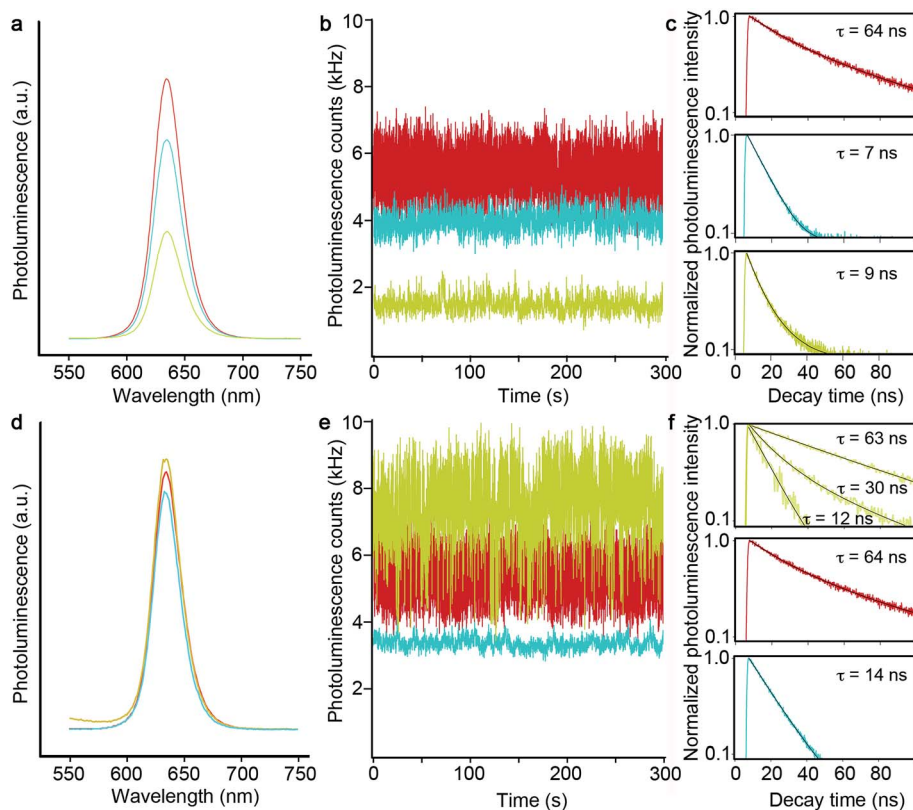 a
Photoluminescence (a.u.)
550 600 650 700 750
Wavelength (nm)
b
Photoluminescence counts (kHz)
10
8
6
4
2
0 100 200 300
Time (s)
c
Normalized photoluminescence intensity
1.0
τ = 64 ns
0.1
1.0
τ = 7 ns
0.1
1.0
τ = 9 ns
0.1
0 20 40 60 80
Decay time (ns)
d
Photoluminescence (a.u.)
550 600 650 700 750
Wavelength (nm)
e
Photoluminescence counts (kHz)
10
8
6
4
2
0 100 200 300
Time (s)
f
Normalized photoluminescence intensity
1.0
τ = 63 ns
τ = 30 ns
τ = 12 ns
0.1
1.0
τ = 64 ns
0.1
1.0
τ = 14 ns
0.1
0 20 40 60 80
Decay time (ns)